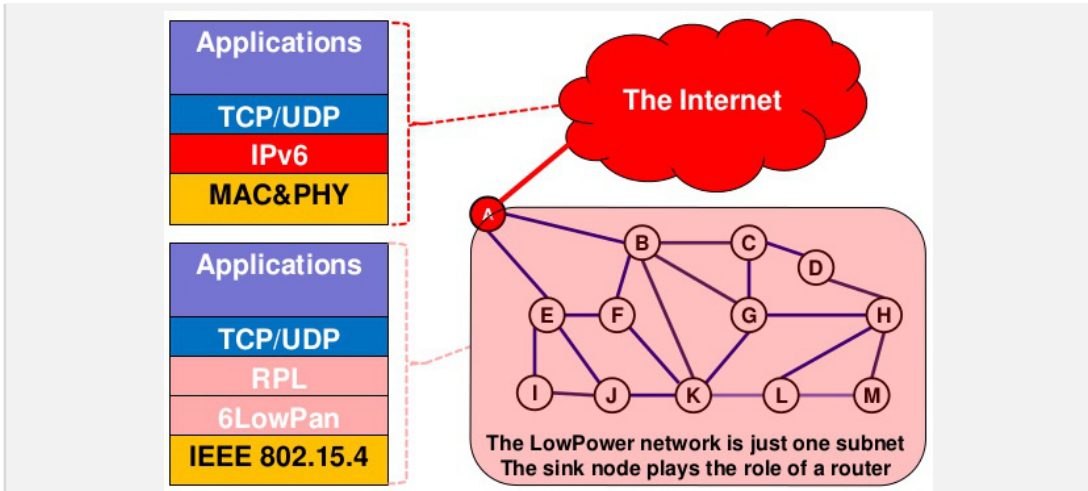 Applications
TCP/UDP
IPv6
MAC&PHY
The Internet
A
Applications
TCP/UDP
RPL
6LowPan
IEEE 802.15.4
B
C
D
E
F
G
H
I
J
K
L
M
The LowPower network is just one subnet
The sink node plays the role of a router